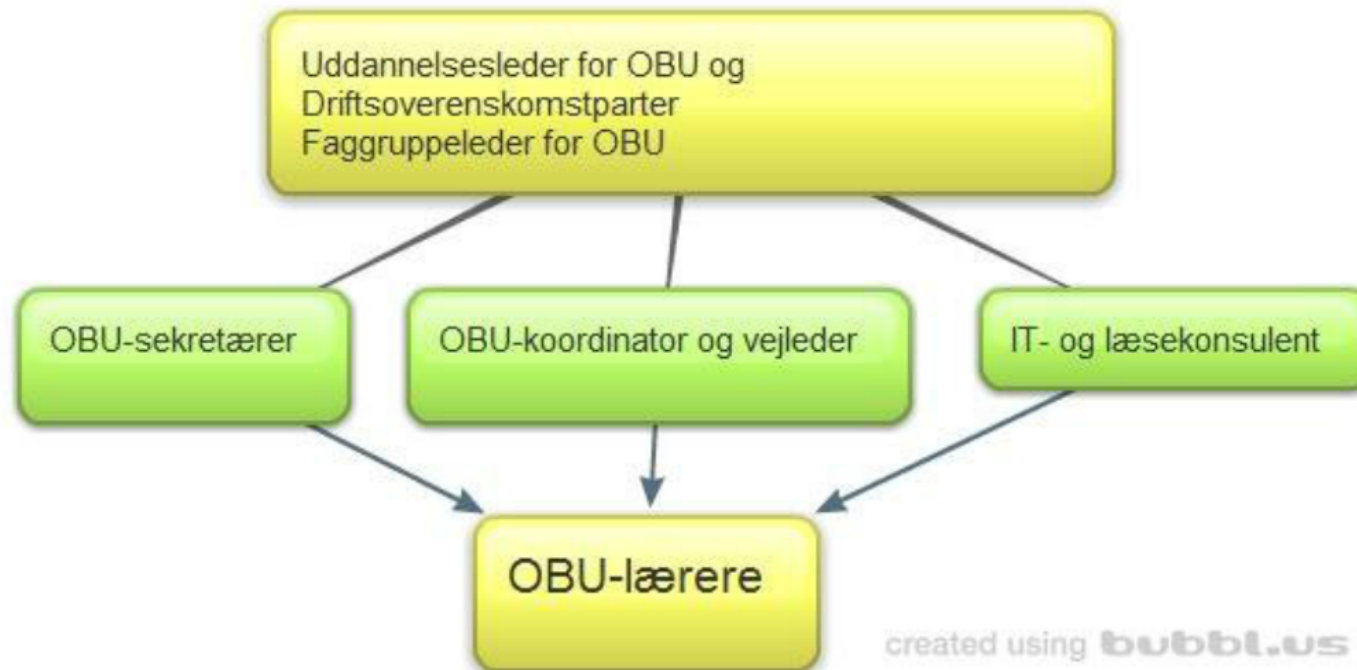 Uddannelsesleder for OBU og
Driftsoverenskomstparter
Faggruppeleder for OBU
OBU-sekretærer
OBU-koordinator og vejleder
IT- og læsekonsulent
OBU-lærere
created using bubbl.us